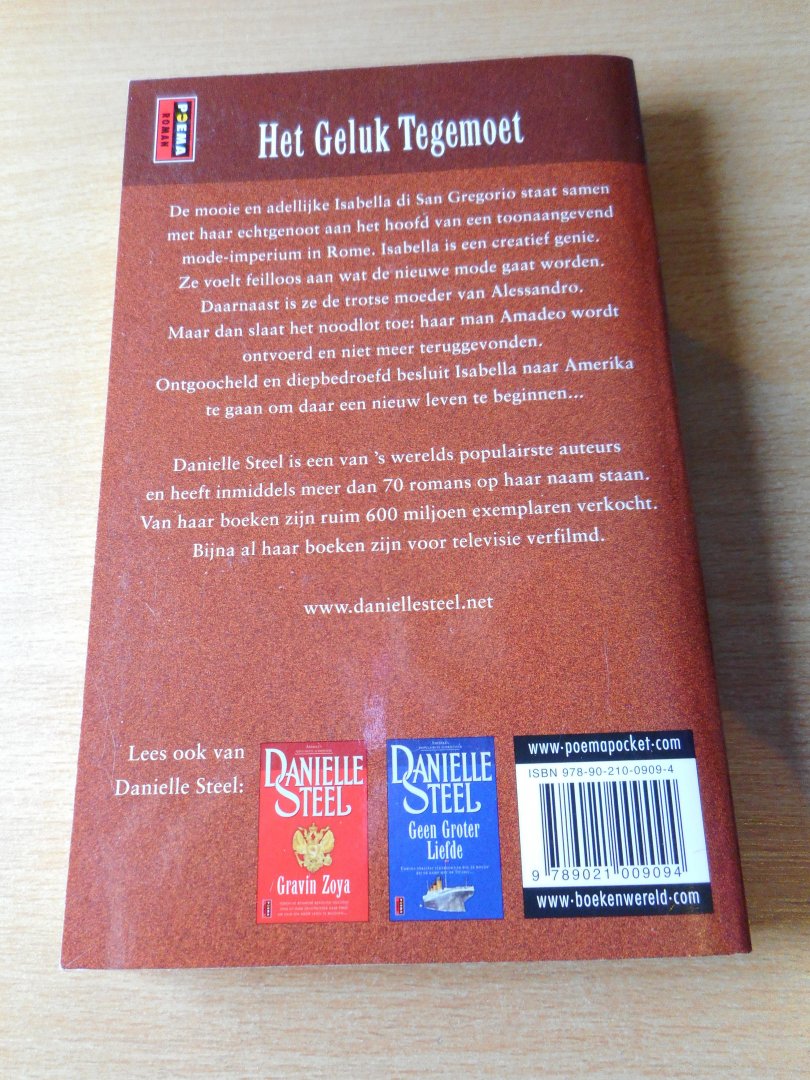 POEMA
ROMAN
Het Geluk Tegemoet
De mooie en adellijke Isabella di San Gregorio staat samen
met haar echtgenoot aan het hoofd van een toonaangevend
mode-imperium in Rome. Isabella is een creatief genie.
Ze voelt feilloos aan wat de nieuwe mode gaat worden.
Daarnaast is ze de trotse moeder van Alessandro.
Maar dan slaat het noodlot toe: haar man Amadeo wordt
ontvoerd en niet meer teruggevonden.
Ontgoocheld en diepbedroefd besluit Isabella naar Amerika
te gaan om daar een nieuw leven te beginnen...
Danielle Steel is een van 's werelds populairste auteurs
en heeft inmiddels meer dan 70 romans op haar naam staan.
Van haar boeken zijn ruim 600 miljoen exemplaren verkocht.
Bijna al haar boeken zijn voor televisie verfilmd.
www.daniellesteel.net
Lees ook van
Danielle Steel:
DANIELLE
STEEL
Gravin Zoya
DANIELLE
STEEL
Geen Groter
Liefde
www.poemapocket.com
ISBN 978-90-210-0909-4
9 789021 009094
www.boekenwereld.com